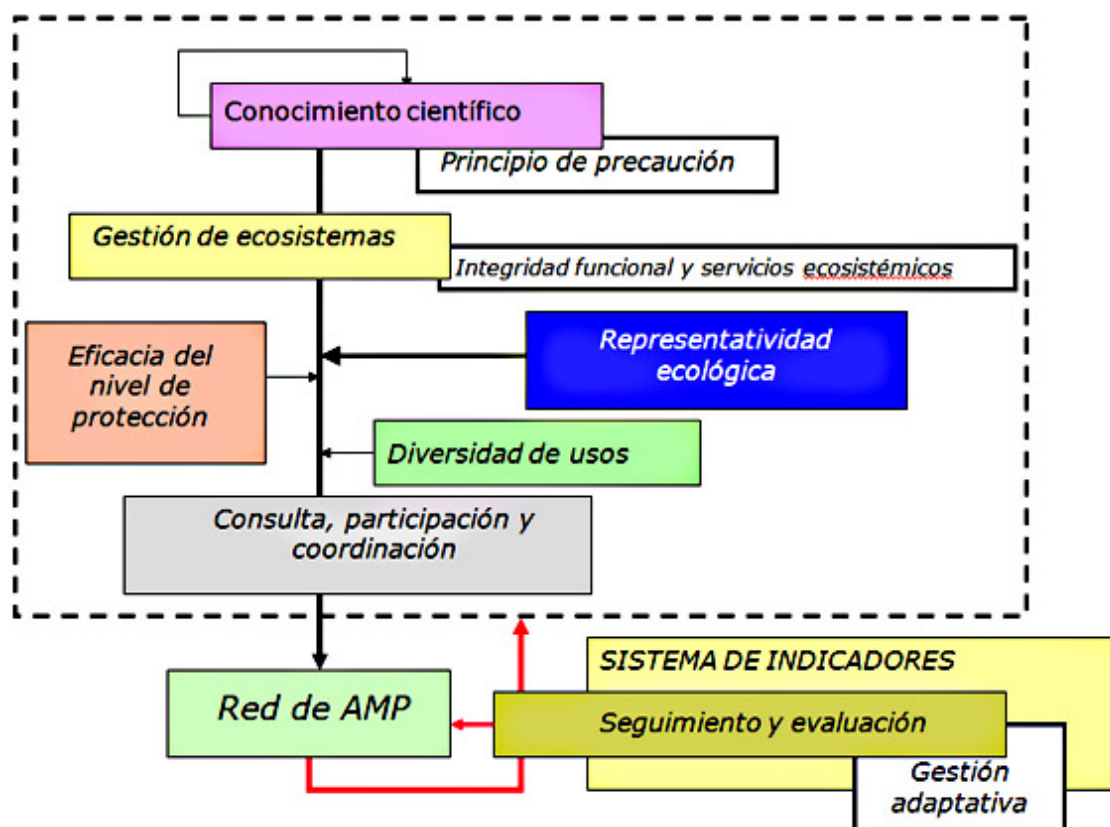 Conocimiento científico
Principio de precaución
Gestión de ecosistemas
Integridad funcional y servicios ecosistémicos
Eficacia del
nivel de
protección
Representatividad
ecológica
Diversidad de usos
Consulta, participación y
coordinación
Red de AMP
SISTEMA DE INDICADORES
Seguimiento y evaluación
Gestión
adaptativa